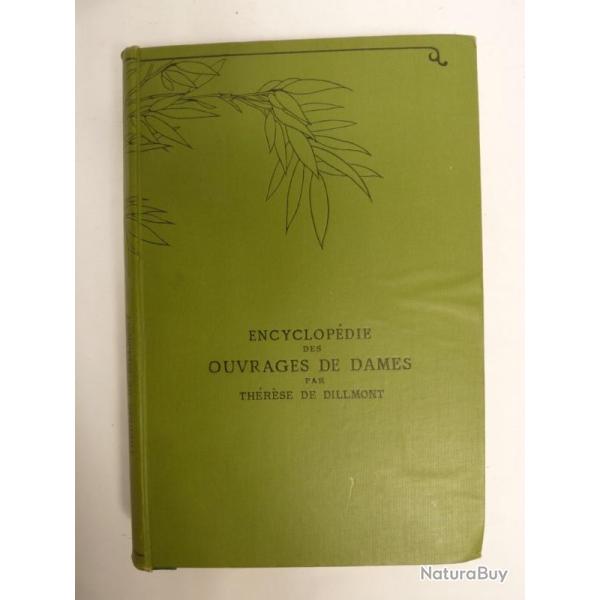 ENCYCLOPÉDIE
DES
OUVRAGES DE DAMES
PAR
THÉRÈSE DE DILLMONT
NaturaBuy